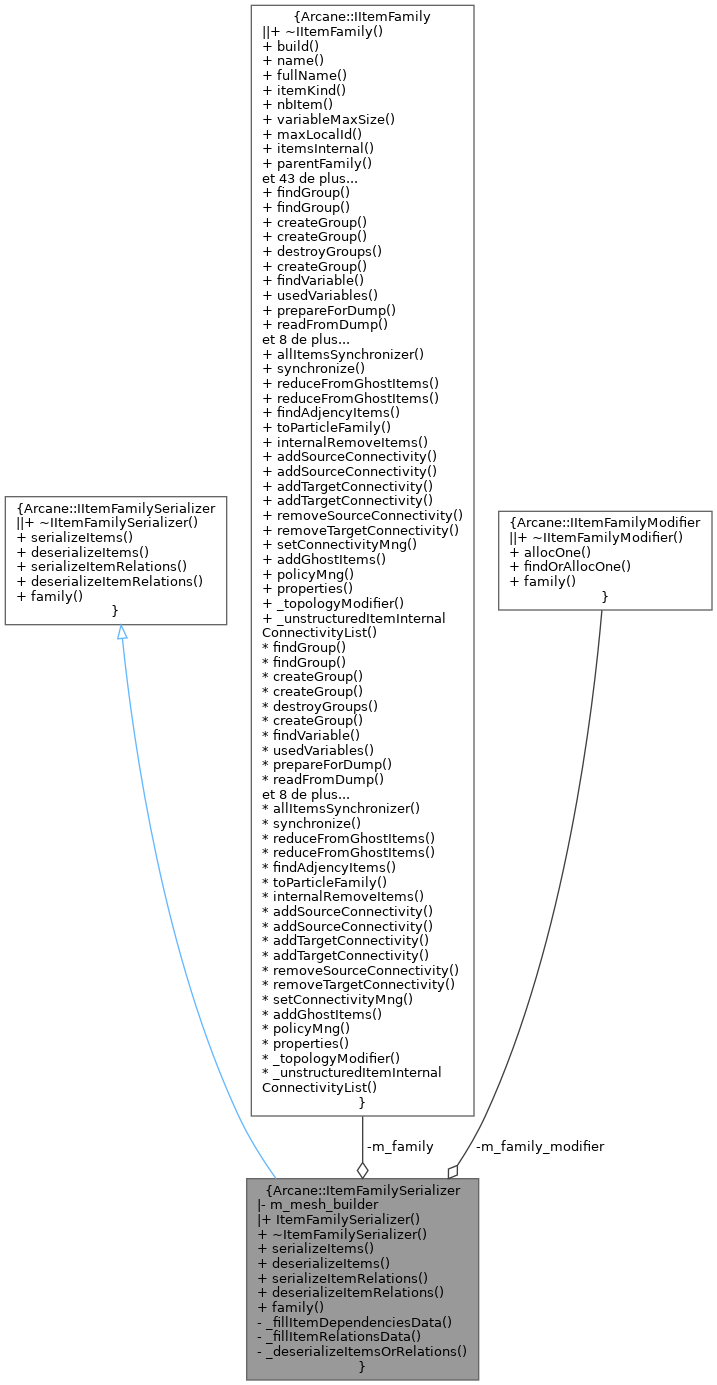 {Arcane::IItemFamily
||+ ~IItemFamily()
+ build()
+ name()
+ fullName()
+ itemKind()
+ nbItem()
+ variableMaxSize()
+ maxLocalId()
+ itemsInternal()
+ parentFamily()
et 43 de plus...
+ findGroup()
+ findGroup()
+ createGroup()
+ createGroup()
+ destroyGroups()
+ createGroup()
+ findVariable()
+ usedVariables()
+ prepareForDump()
+ readFromDump()
et 8 de plus...
+ allItemsSynchronizer()
+ synchronize()
+ reduceFromGhostItems()
+ reduceFromGhostItems()
+ findAdjencyItems()
+ toParticleFamily()
+ internalRemoveItems()
+ addSourceConnectivity()
+ addSourceConnectivity()
+ addTargetConnectivity()
+ addTargetConnectivity()
+ removeSourceConnectivity()
+ removeTargetConnectivity()
+ setConnectivityMng()
+ addGhostItems()
+ policyMng()
+ properties()
+ _topologyModifier()
+ _unstructuredItemInternal
ConnectivityList()
* findGroup()
* findGroup()
* createGroup()
* createGroup()
* destroyGroups()
* createGroup()
* findVariable()
* usedVariables()
* prepareForDump()
* readFromDump()
et 8 de plus...
* allItemsSynchronizer()
* synchronize()
* reduceFromGhostItems()
* reduceFromGhostItems()
* findAdjencyItems()
* toParticleFamily()
* internalRemoveItems()
* addSourceConnectivity()
* addSourceConnectivity()
* addTargetConnectivity()
* addTargetConnectivity()
* removeSourceConnectivity()
* removeTargetConnectivity()
* setConnectivityMng()
* addGhostItems()
* policyMng()
* properties()
* _topologyModifier()
* _unstructuredItemInternal
ConnectivityList()
}
{Arcane::IItemFamilySerializer
||+ ~IItemFamilySerializer()
+ serializeItems()
+ deserializeItems()
+ serializeItemRelations()
+ deserializeItemRelations()
+ family()
}
{Arcane::IItemFamilyModifier
||+ ~IItemFamilyModifier()
+ allocOne()
+ findOrAllocOne()
+ family()
}
-m_family
-m_family_modifier
{Arcane::ItemFamilySerializer
|- m_mesh_builder
|+ ItemFamilySerializer()
+ ~ItemFamilySerializer()
+ serializeItems()
+ deserializeItems()
+ serializeItemRelations()
+ deserializeItemRelations()
+ family()
- _fillItemDependenciesData()
- _fillItemRelationsData()
- _deserializeItemsOrRelations()
}